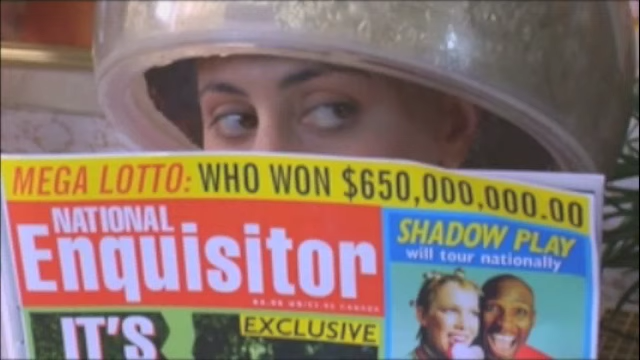 MEGA LOTTO: WHO WON $650,000,000.00
NATIONAL
Enquisitor
SHADOW PLAY
will tour nationally
EXCLUSIVE
IT'S